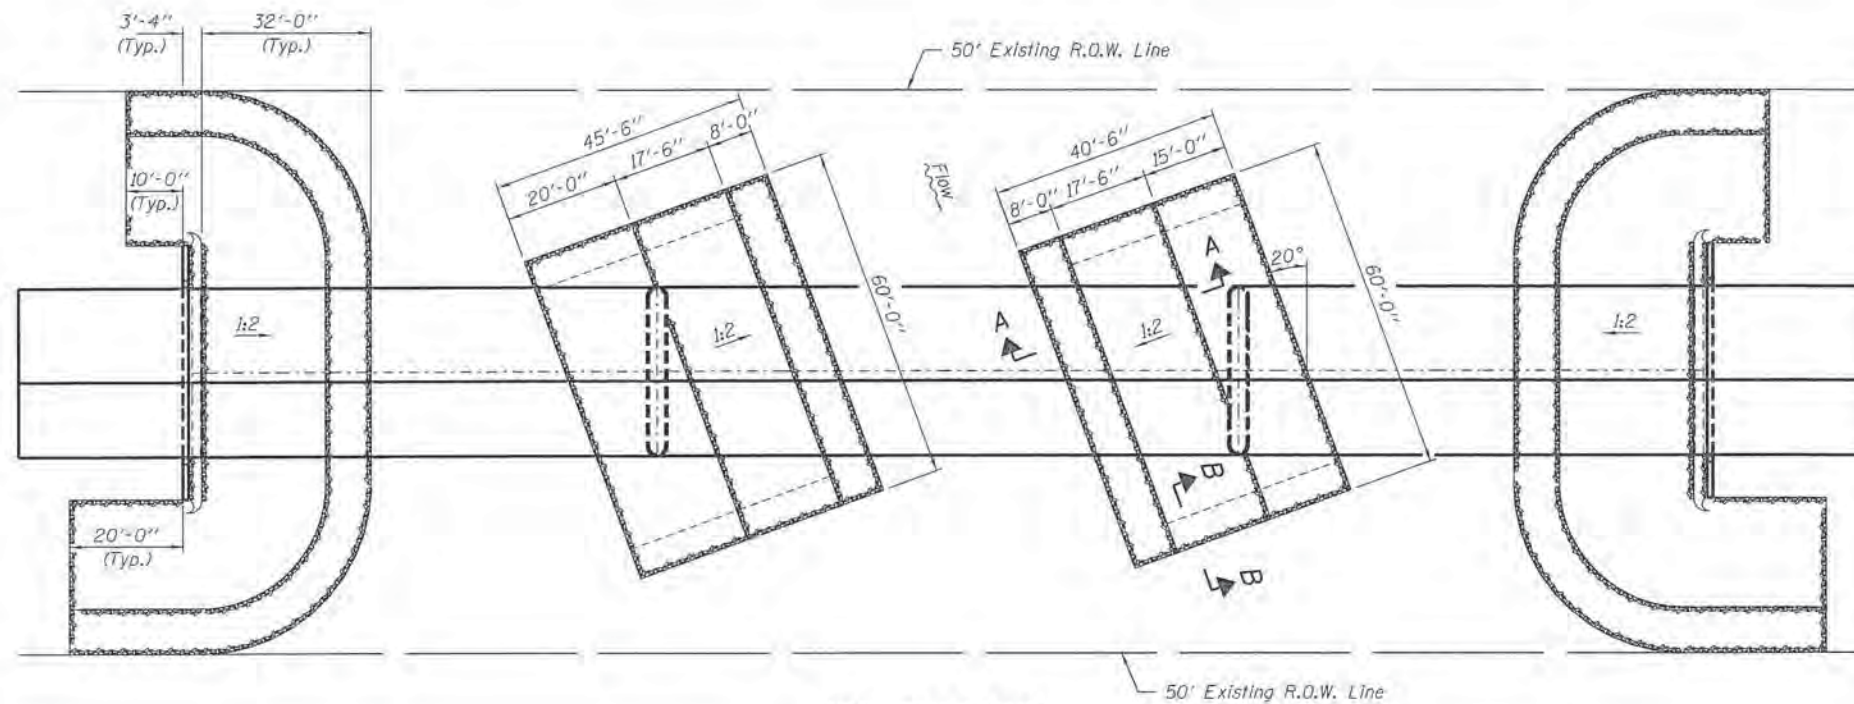 3'-4"
(Typ.)
32'-0"
(Typ.)
50' Existing R.O.W. Line
10'-0"
(Typ.)
45'-6"
20'-0"
17'-6"
8'-0"
60'-0"
Flow
40'-6"
8'-0"
17'-6"
15'-0"
60'-0"
20°
A
A
1:2
1:2
1:2
1:2
B
B
20'-0"
(Typ.)
50' Existing R.O.W. Line